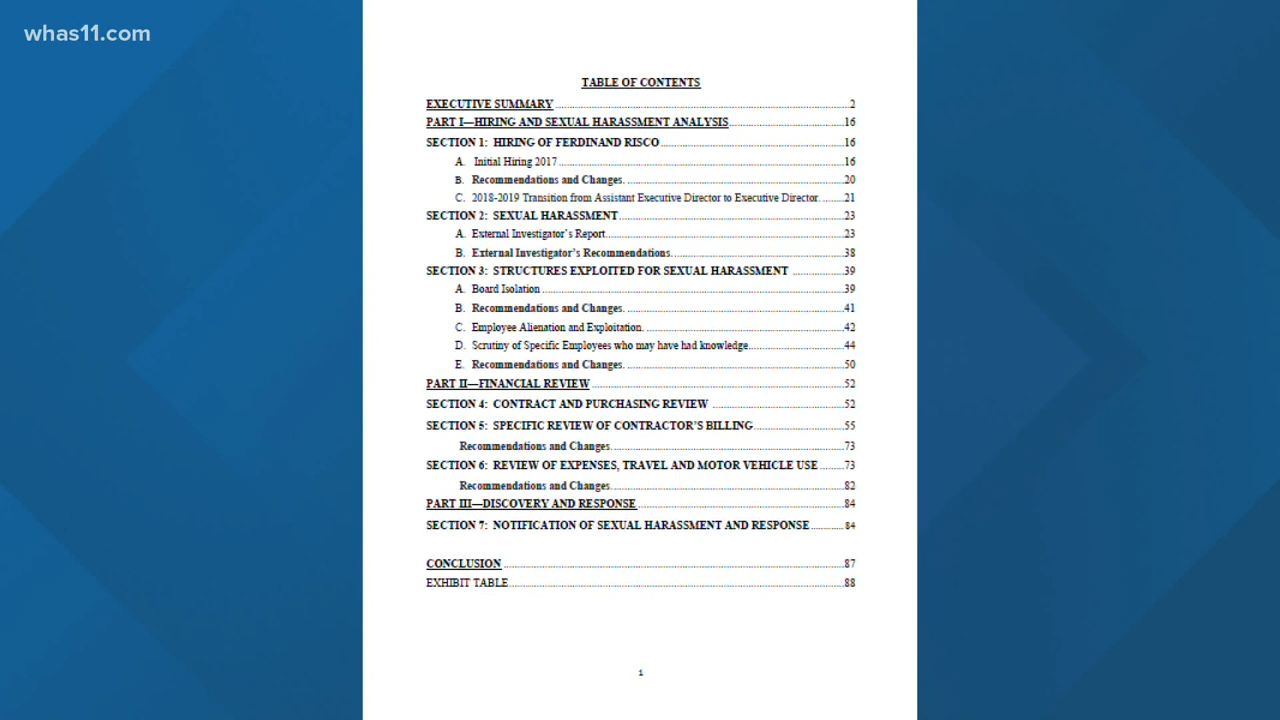 whas11.com
TABLE OF CONTENTS
EXECUTIVE SUMMARY ........ 2
PART I—HIRING AND SEXUAL HARASSMENT ANALYSIS ........ 16
SECTION 1: HIRING OF FERDINAND RISCO ........ 16
A. Initial Hiring 2017 ........ 16
B. Recommendations and Changes. ........ 20
C. 2018-2019 Transition from Assistant Executive Director to Executive Director. ........ 21
SECTION 2: SEXUAL HARASSMENT ........ 23
A. External Investigator's Report ........ 23
B. External Investigator's Recommendations. ........ 38
SECTION 3: STRUCTURES EXPLOITED FOR SEXUAL HARASSMENT ........ 39
A. Board Isolation ........ 39
B. Recommendations and Changes. ........ 41
C. Employee Alienation and Exploitation. ........ 42
D. Scrutiny of Specific Employees who may have had knowledge ........ 44
E. Recommendations and Changes. ........ 50
PART II—FINANCIAL REVIEW ........ 52
SECTION 4: CONTRACT AND PURCHASING REVIEW ........ 52
SECTION 5: SPECIFIC REVIEW OF CONTRACTOR'S BILLING ........ 55
Recommendations and Changes ........ 73
SECTION 6: REVIEW OF EXPENSES, TRAVEL AND MOTOR VEHICLE USE ........ 73
Recommendations and Changes ........ 82
PART III—DISCOVERY AND RESPONSE ........ 84
SECTION 7: NOTIFICATION OF SEXUAL HARASSMENT AND RESPONSE ........ 84
CONCLUSION ........ 87
EXHIBIT TABLE ........ 88
1